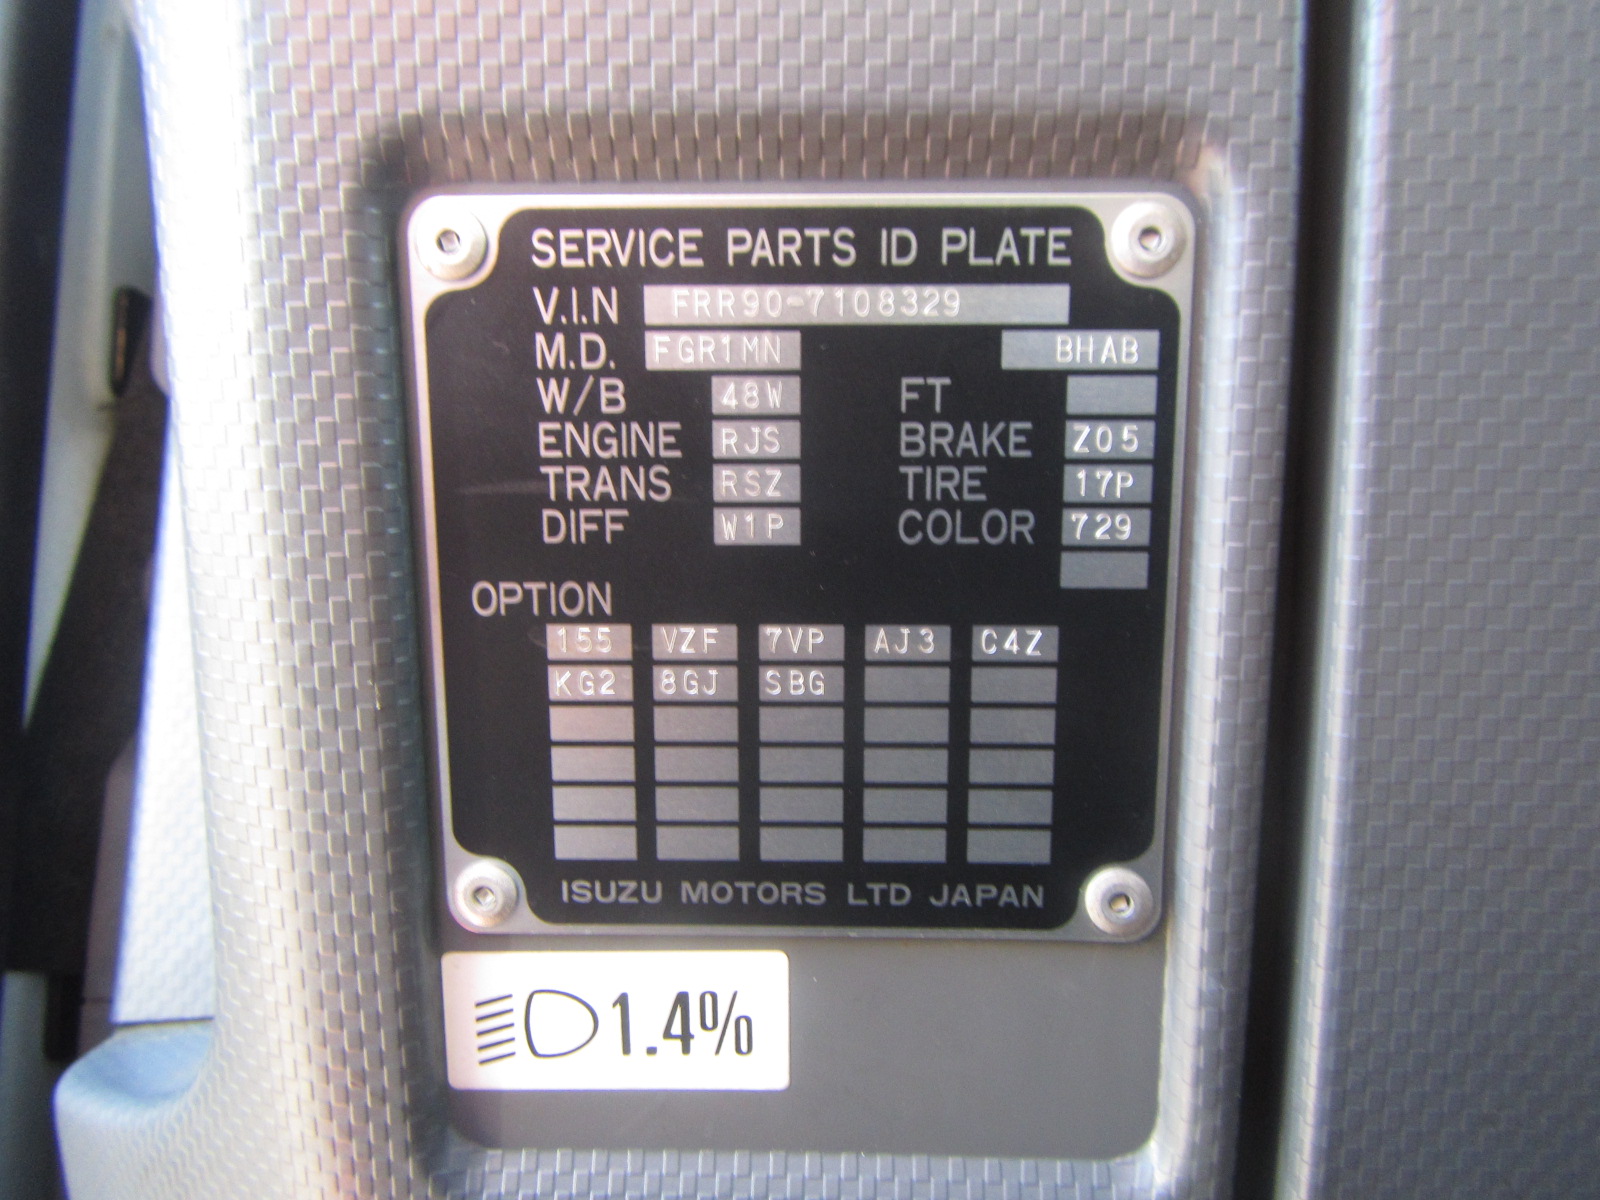 SERVICE PARTS ID PLATE
V.I.N FRR90-7108329
M.D. FGR1MN BHAB
W/B 48W FT
ENGINE RJS BRAKE Z05
TRANS RSZ TIRE 17P
DIFF W1P COLOR 729
OPTION
155 VZF 7VP AJ3 C4Z
KG2 8GJ SBG
ISUZU MOTORS LTD JAPAN
1.4%